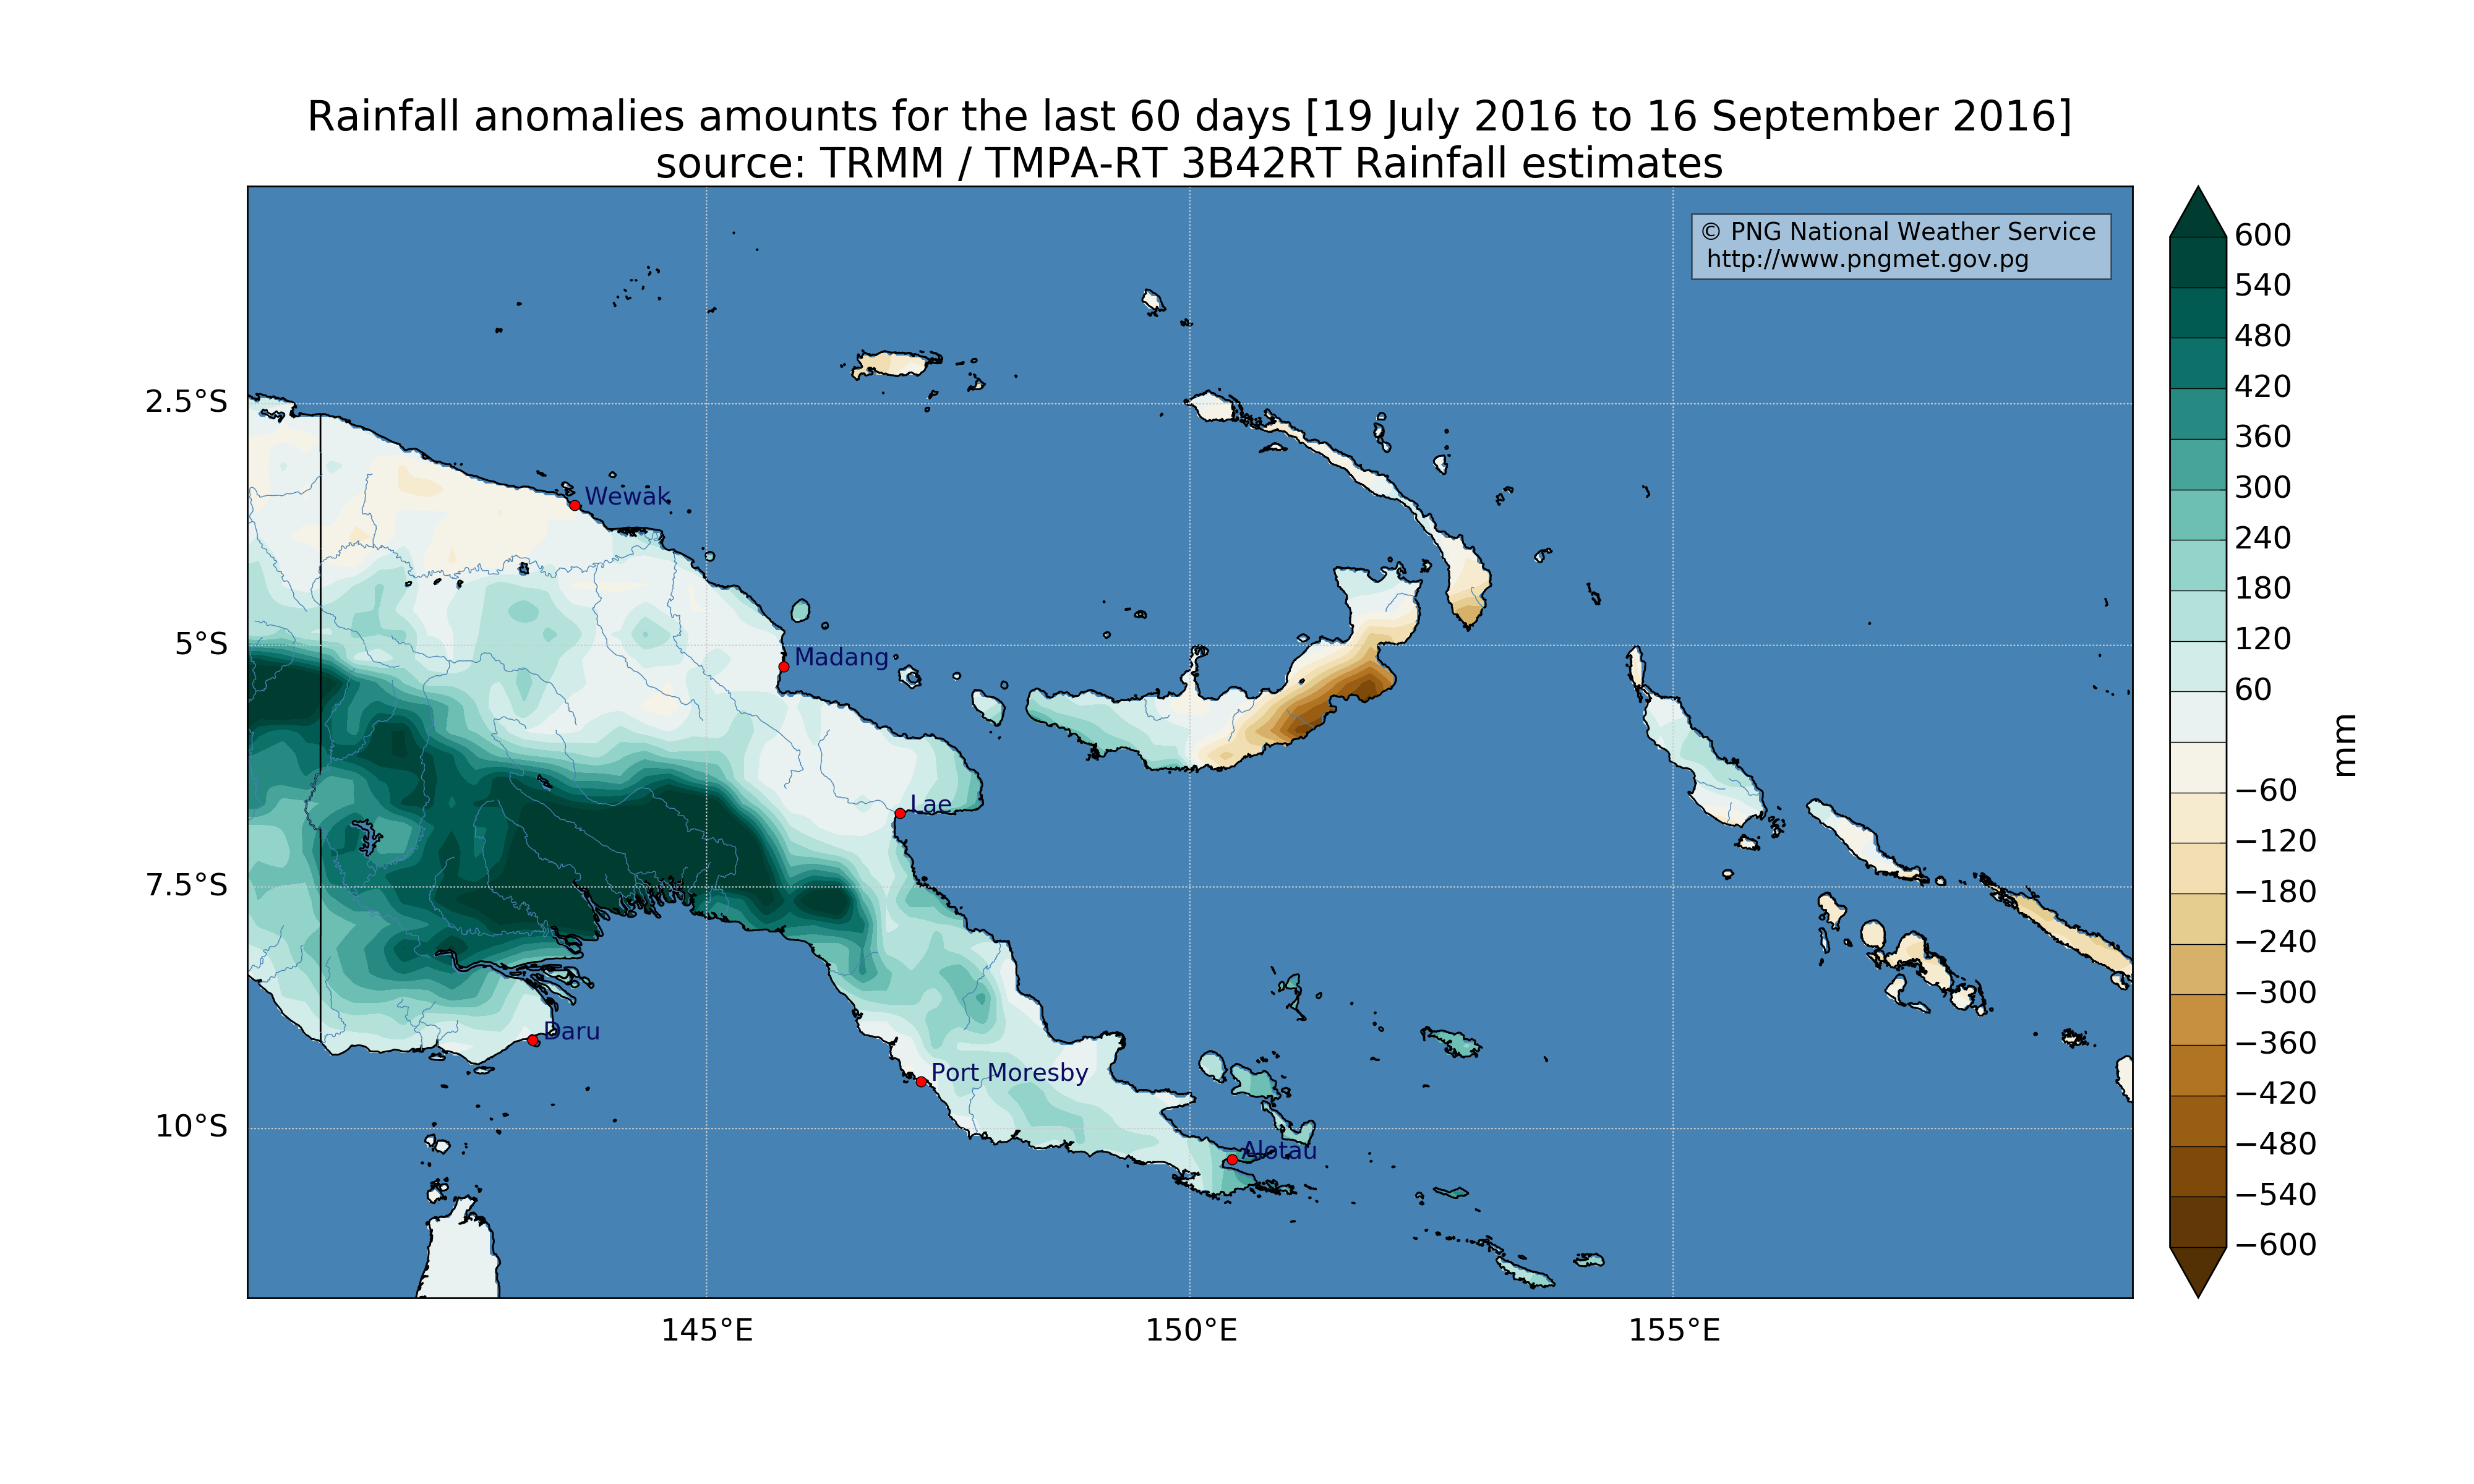 Rainfall anomalies amounts for the last 60 days [19 July 2016 to 16 September 2016]
source: TRMM / TMPA-RT 3B42RT Rainfall estimates
© PNG National Weather Service
http://www.pngmet.gov.pg
2.5°S
5°S
7.5°S
10°S
145°E
150°E
155°E
Wewak
Madang
Lae
Daru
Port Moresby
Alotau
600
540
480
420
360
300
240
180
120
60
−60
−120
−180
−240
−300
−360
−420
−480
−540
−600
mm